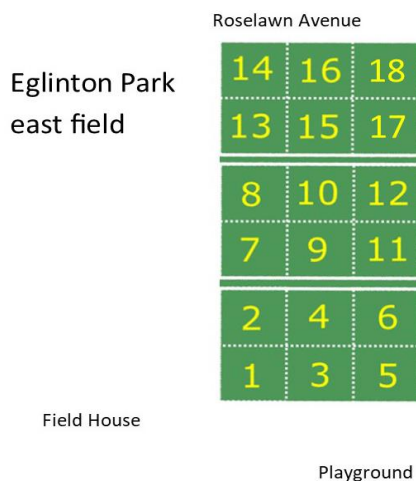 Roselawn Avenue
Eglinton Park
east field
14 16 18
13 15 17
8 10 12
7 9 11
2 4 6
1 3 5
Field House
Playground